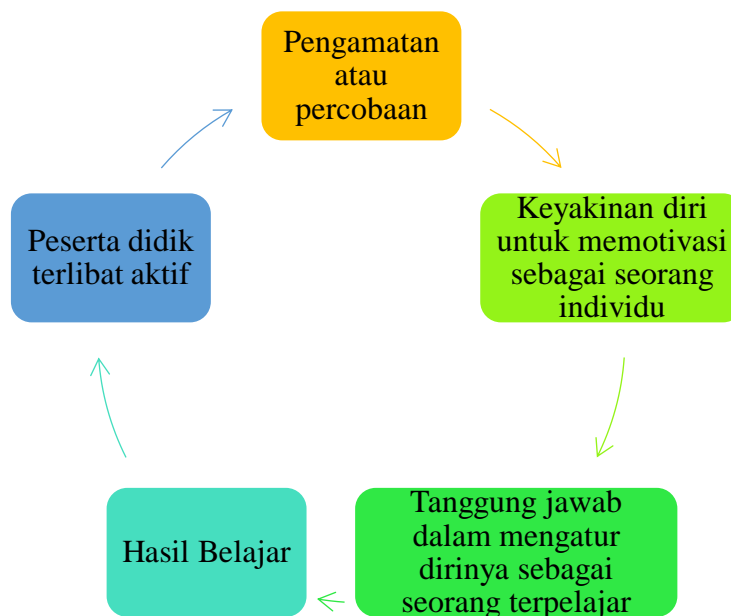 Pengamatan
atau
percobaan
Keyakinan diri
untuk memotivasi
sebagai seorang
individu
Tanggung jawab
dalam mengatur
dirinya sebagai
seorang terpelajar
Hasil Belajar
Peserta didik
terlibat aktif